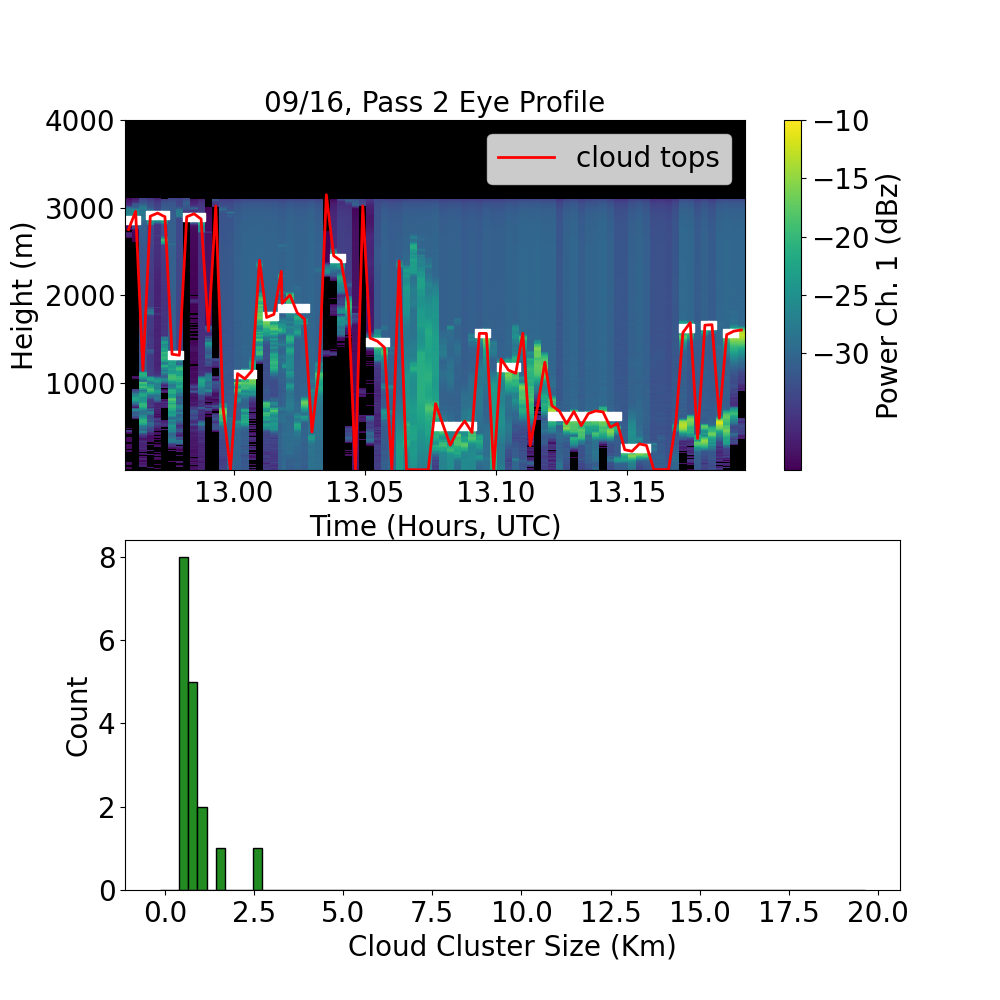 09/16, Pass 2 Eye Profile
cloud tops
4000
3000
2000
1000
Height (m)
13.00 13.05 13.10 13.15
Time (Hours, UTC)
−10
−15
−20
−25
−30
Power Ch. 1 (dBz)
8
6
4
2
0
Count
0.0 2.5 5.0 7.5 10.0 12.5 15.0 17.5 20.0
Cloud Cluster Size (Km)